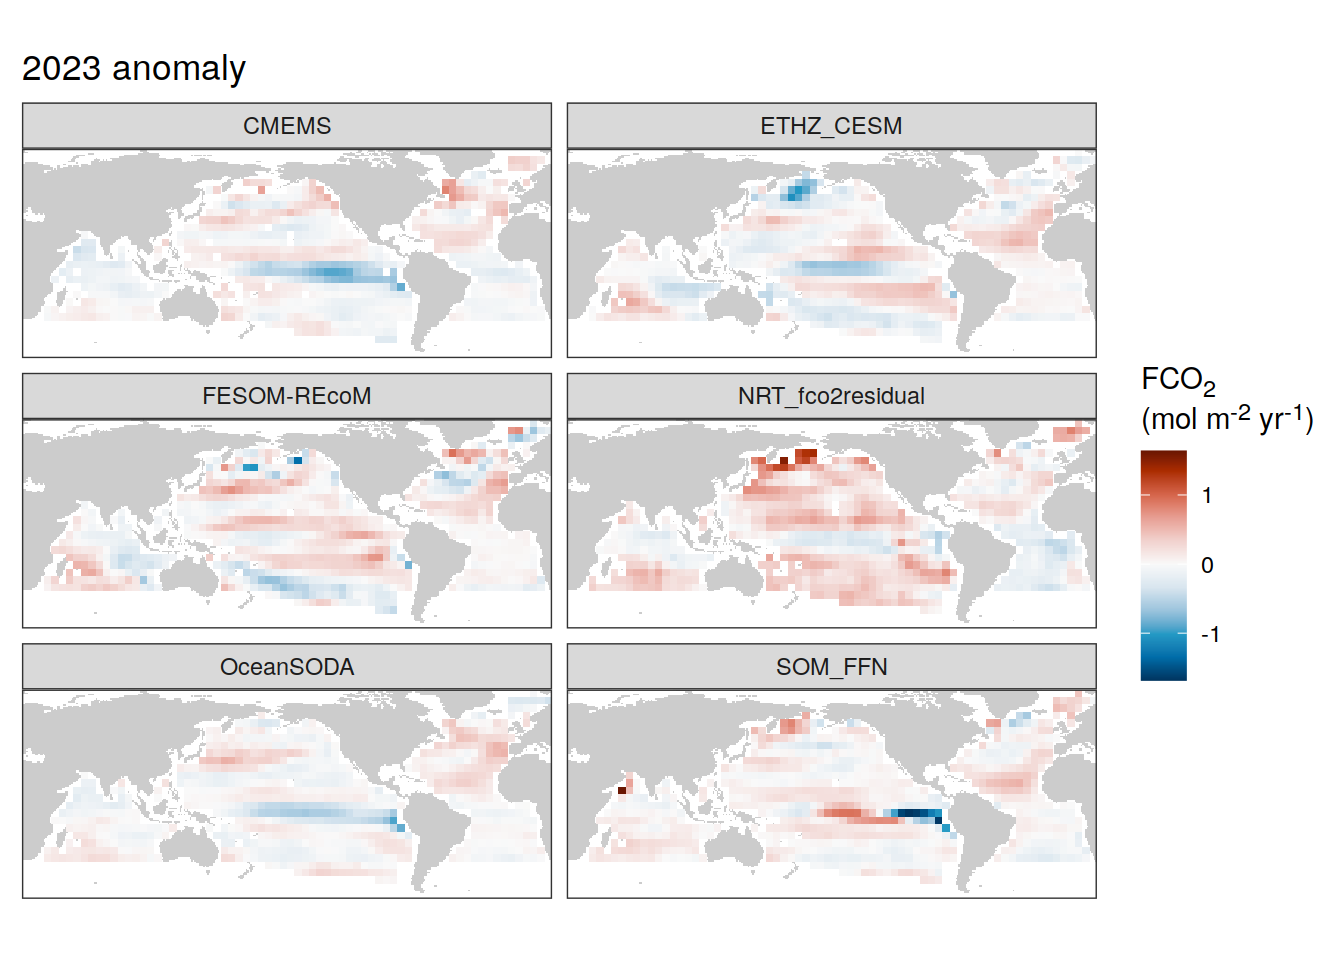 2023 anomaly
CMEMS
ETHZ_CESM
FESOM-REcoM
NRT_fco2residual
OceanSODA
SOM_FFN
FCO₂
(mol m⁻² yr⁻¹)
1
0
-1